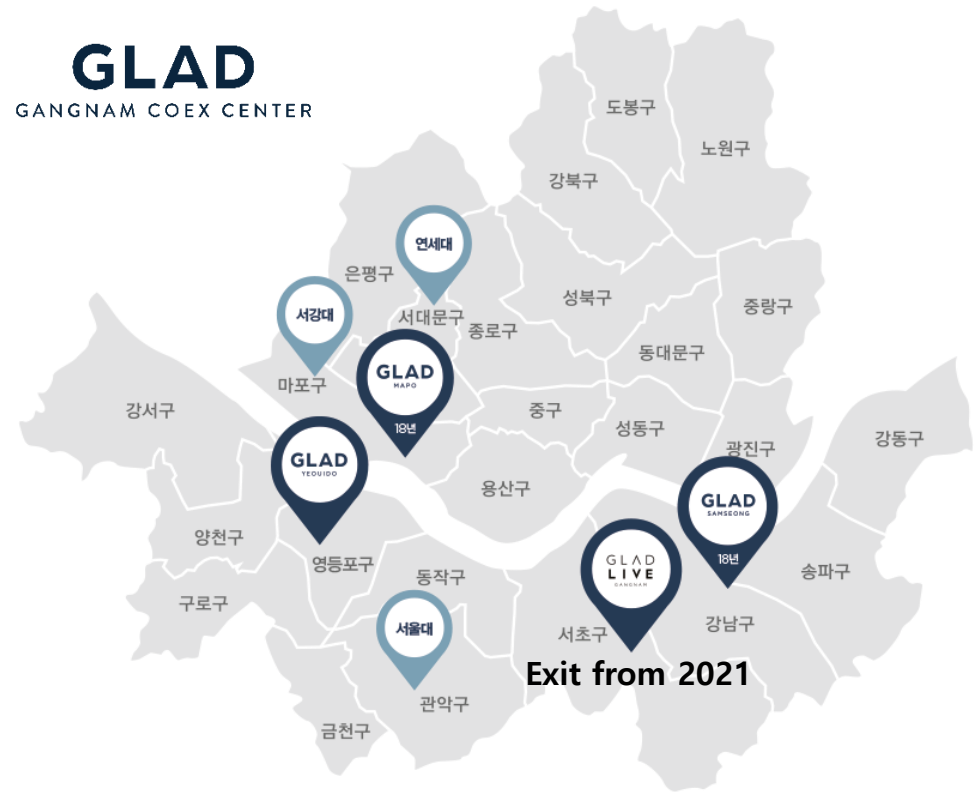 GLAD
GANGNAM COEX CENTER
도봉구
노원구
강북구
연세대
은평구
성북구
중랑구
서강대
서대문구
종로구
동대문구
GLAD
MAPO
18년
마포구
강서구
중구
성동구
강동구
광진구
GLAD
YEOUIDO
용산구
GLAD
SAMSEONG
18년
양천구
영등포구
동작구
GLAD
LIVE
GANGNAM
송파구
구로구
서울대
서초구
강남구
Exit from 2021
관악구
금천구